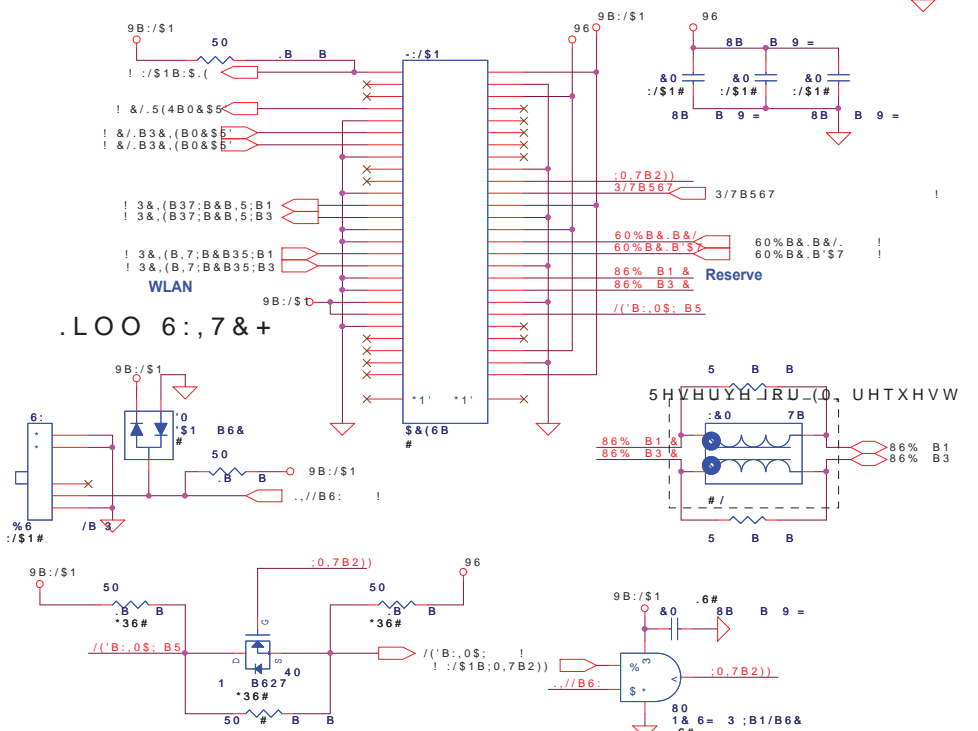 9B:/$1
50
.B B
! :/$1B:$.(
! &/.5(4B0&$5'
! &/.B3&,(B0&$5'
! &/.B3&,(B0&$5'
! 3&,(B37;B&B,5;B1
! 3&,(B37;B&B,5;B3
! 3&,(B,7;B&B35;B1
! 3&,(B,7;B&B35;B3
WLAN
9B:/$1
-:/$1
*1' *1'
$&(6B
#
9B:/$1
96
;0,7B2))
3/7B567
3/7B567 !
60%B&.B&/
60%B&.B'$7
60%B&.B&/. !
60%B&.B'$7 !
86% B1 &
86% B3 &
Reserve
/('B:,0$; B5
96
8B B 9 =
&0
:/$1#
&0
:/$1#
&0
:/$1#
8B B 9 =
8B B 9 =
.LOO 6:,7&+
9B:/$1
6:
*
*
%6 /B 3
:/$1#
'0
'$1 B6&
#
50
.B B
9B:/$1
.,//B6: !
5 B B
5HVHUYH IRU (0, UHTXHVW
:&0 7B
86% B1 &
86% B3 &
86% B1
86% B3
# /
5 B B
9B:/$1
50
.B B
*36#
/('B:,0$; B5
;0,7B2))
G
D
S
40
1 B627
*36#
50 # B B
96
50
.B B
*36#
/('B:,0$; !
! :/$1B;0,7B2))
.,//B6:
9B:/$1
.6#
&0 8B B 9 =
%
$ *
3
<
;0,7B2))
80
1& 6= 3 ;B1/B6&